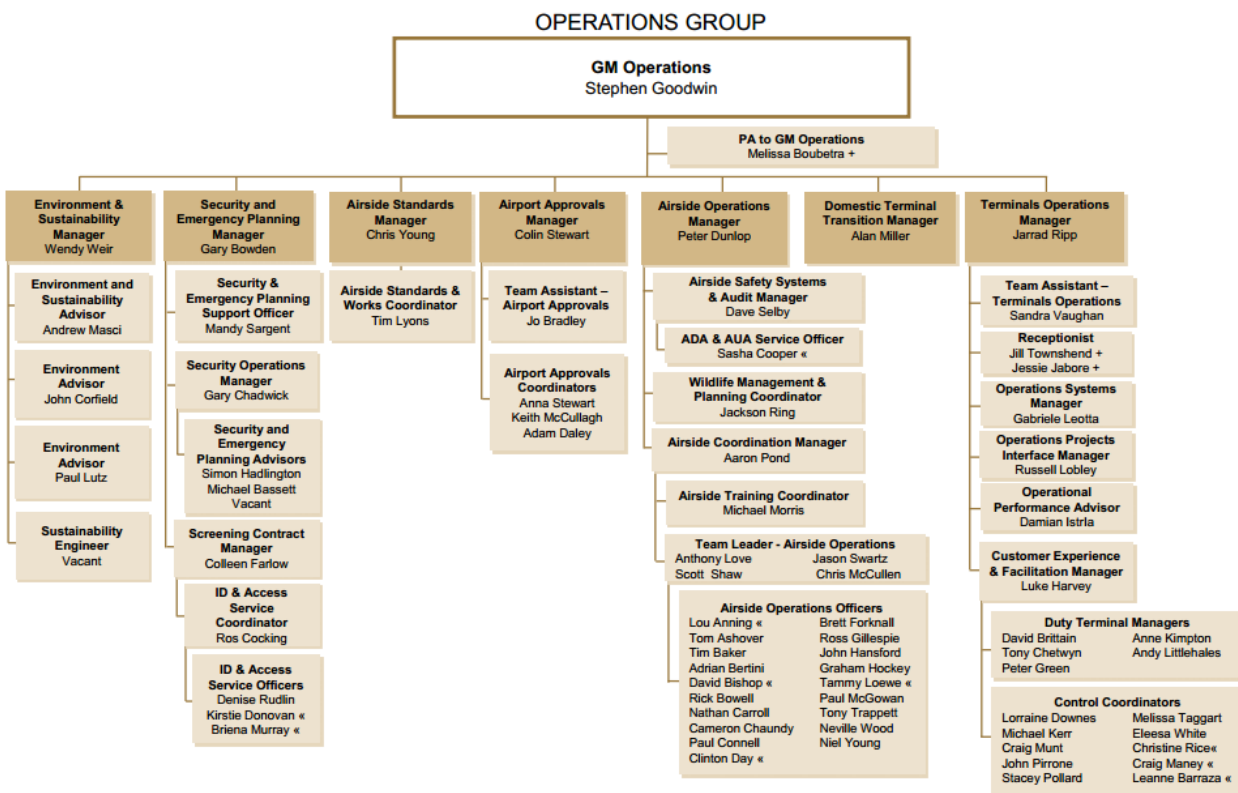 OPERATIONS GROUP
GM Operations
Stephen Goodwin
PA to GM Operations
Melissa Boubetra +
Environment &
Sustainability
Manager
Wendy Weir
Environment and
Sustainability
Advisor
Andrew Masci
Environment
Advisor
John Corfield
Environment
Advisor
Paul Lutz
Sustainability
Engineer
Vacant
Security and
Emergency Planning
Manager
Gary Bowden
Security &
Emergency Planning
Support Officer
Mandy Sargent
Security Operations
Manager
Gary Chadwick
Security and
Emergency
Planning Advisors
Simon Hadlington
Michael Bassett
Vacant
Screening Contract
Manager
Colleen Farlow
ID & Access
Service
Coordinator
Ros Cocking
ID & Access
Service Officers
Denise Rudlin
Kirstie Donovan «
Briena Murray «
Airside Standards
Manager
Chris Young
Airside Standards &
Works Coordinator
Tim Lyons
Airport Approvals
Manager
Colin Stewart
Team Assistant –
Airport Approvals
Jo Bradley
Airport Approvals
Coordinators
Anna Stewart
Keith McCullagh
Adam Daley
Airside Operations
Manager
Peter Dunlop
Airside Safety Systems
& Audit Manager
Dave Selby
ADA & AUA Service Officer
Sasha Cooper «
Wildlife Management &
Planning Coordinator
Jackson Ring
Airside Coordination Manager
Aaron Pond
Airside Training Coordinator
Michael Morris
Team Leader - Airside Operations
Anthony Love Jason Swartz
Scott Shaw Chris McCullen
Airside Operations Officers
Lou Anning « Brett Forknall
Tom Ashover Ross Gillespie
Tim Baker John Hansford
Adrian Bertini Graham Hockey
David Bishop « Tammy Loewe «
Rick Bowell Paul McGowan
Nathan Carroll Tony Trappett
Cameron Chaundy Neville Wood
Paul Connell Niel Young
Clinton Day «
Domestic Terminal
Transition Manager
Alan Miller
Terminals Operations
Manager
Jarrad Ripp
Team Assistant –
Terminals Operations
Sandra Vaughan
Receptionist
Jill Townshend +
Jessie Jabore +
Operations Systems
Manager
Gabriele Leotta
Operations Projects
Interface Manager
Russell Lobley
Operational
Performance Advisor
Damian Istrla
Customer Experience
& Facilitation Manager
Luke Harvey
Duty Terminal Managers
David Brittain Anne Kimpton
Tony Chetwyn Andy Littlehales
Peter Green
Control Coordinators
Lorraine Downes Melissa Taggart
Michael Kerr Eleesa White
Craig Munt Christine Rice«
John Pirrone Craig Maney «
Stacey Pollard Leanne Barraza «